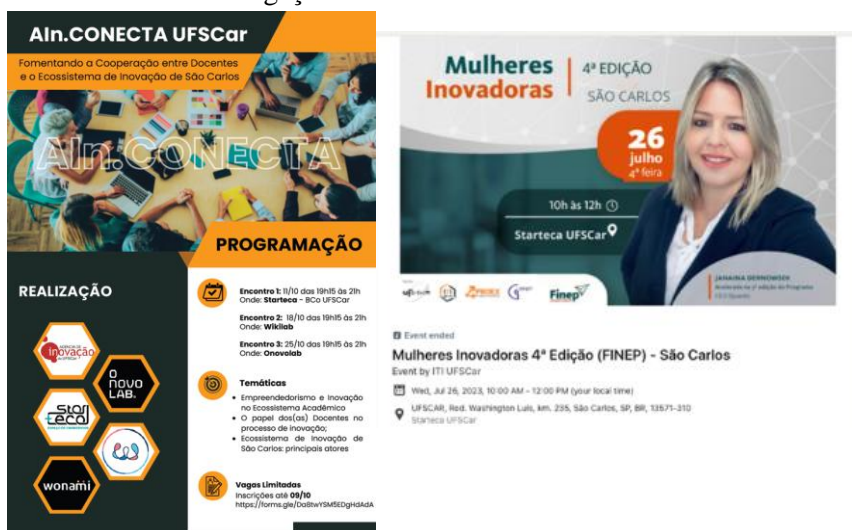 AIn.CONECTA UFSCar
Fomentando a Cooperação entre Docentes
e o Ecossistema de Inovação de São Carlos
AIn.CONECTA
PROGRAMAÇÃO
REALIZAÇÃO
inovação
O
NOVO
LAB.
Star
teca
wonami
Encontro 1: 11/10 das 19h15 às 21h
Onde: Starteca - BCo UFSCar
Encontro 2: 18/10 das 19h15 às 21h
Onde: Wikilab
Encontro 3: 25/10 das 19h15 às 21h
Onde: Onovolab
Temáticas
• Empreendedorismo e Inovação
no Ecossistema Acadêmico
• O papel dos(as) Docentes no
processo de inovação;
• Ecossistema de Inovação de
São Carlos: principais atores
Vagas Limitadas
Inscrições até 09/10
Mulheres
Inovadoras
4ª EDIÇÃO
SÃO CARLOS
26
julho
4ª feira
10h às 12h
Starteca UFSCar
Finep
Event ended
Mulheres Inovadoras 4ª Edição (FINEP) - São Carlos
Event by ITI UFSCar
Wed, Jul 26, 2023, 10:00 AM - 12:00 PM (your local time)
UFSCAR, Rod. Washington Luís, km. 235, São Carlos, SP, BR, 13571-310
Starteca UFSCar